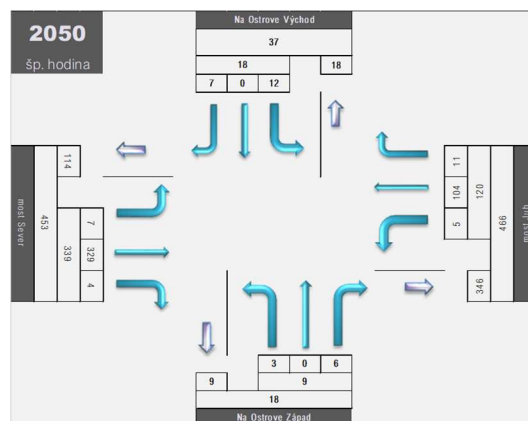 2050
šp. hodina
Na Ostrove Východ
37
18 18
7 0 12
most Sever
453
114
339
7
329
4
11
104
5
120
346
466
most Juh
3 0 6
9 9
18
Na Ostrove Západ